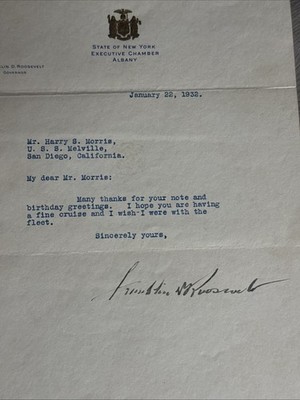 STATE OF NEW YORK
EXECUTIVE CHAMBER
ALBANY
LIN D. ROOSEVELT
GOVERNOR
January 22, 1932.
Mr. Harry S. Morris,
U. S. S. Melville,
San Diego, California.
My dear Mr. Morris:
Many thanks for your note and
birthday greetings. I hope you are having
a fine cruise and I wish I were with the
fleet.
Sincerely yours,
Franklin D Roosevelt